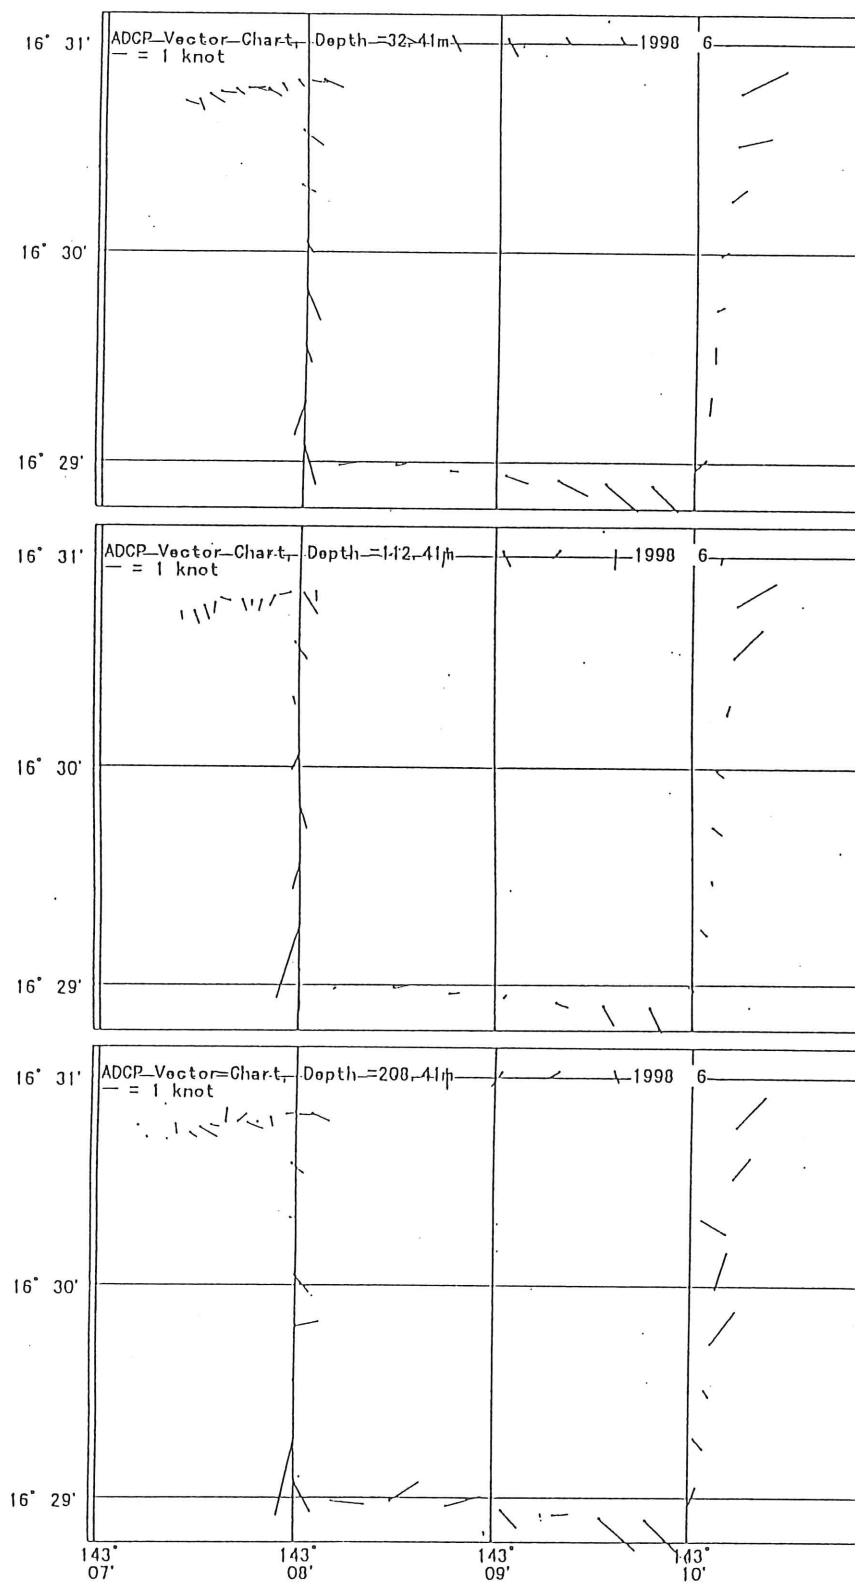 ADCP Vector Chart, Depth =32.41m 1998 6
16° 31'
— = 1 knot
16° 30'
16° 29'
ADCP Vector Chart, Depth =112.41m 1998 6
16° 31'
— = 1 knot
16° 30'
16° 29'
ADCP Vector Chart, Depth =208.41m 1998 6
16° 31'
— = 1 knot
16° 30'
16° 29'
143° 143° 143° 143°
07' 08' 09' 10'